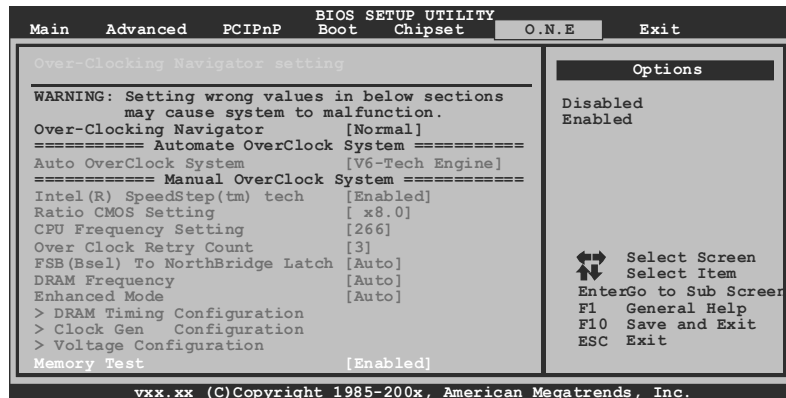 BIOS SETUP UTILITY
Main Advanced PCIPnP Boot Chipset O.N.E Exit
Over-Clocking Navigator setting
WARNING: Setting wrong values in below sections
may cause system to malfunction.
Over-Clocking Navigator [Normal]
=========== Automate OverClock System ===========
Auto OverClock System [V6-Tech Engine]
============ Manual OverClock System ============
Intel(R) SpeedStep(tm) tech [Enabled]
Ratio CMOS Setting [ x8.0]
CPU Frequency Setting [266]
Over Clock Retry Count [3]
FSB(Bsel) To NorthBridge Latch [Auto]
DRAM Frequency [Auto]
Enhanced Mode [Auto]
> DRAM Timing Configuration
> Clock Gen Configuration
> Voltage Configuration
Memory Test [Enabled]
Options
Disabled
Enabled
Select Screen
Select Item
EnterGo to Sub Screen
F1 General Help
F10 Save and Exit
ESC Exit
vxx.xx (C)Copyright 1985-200x, American Megatrends, Inc.